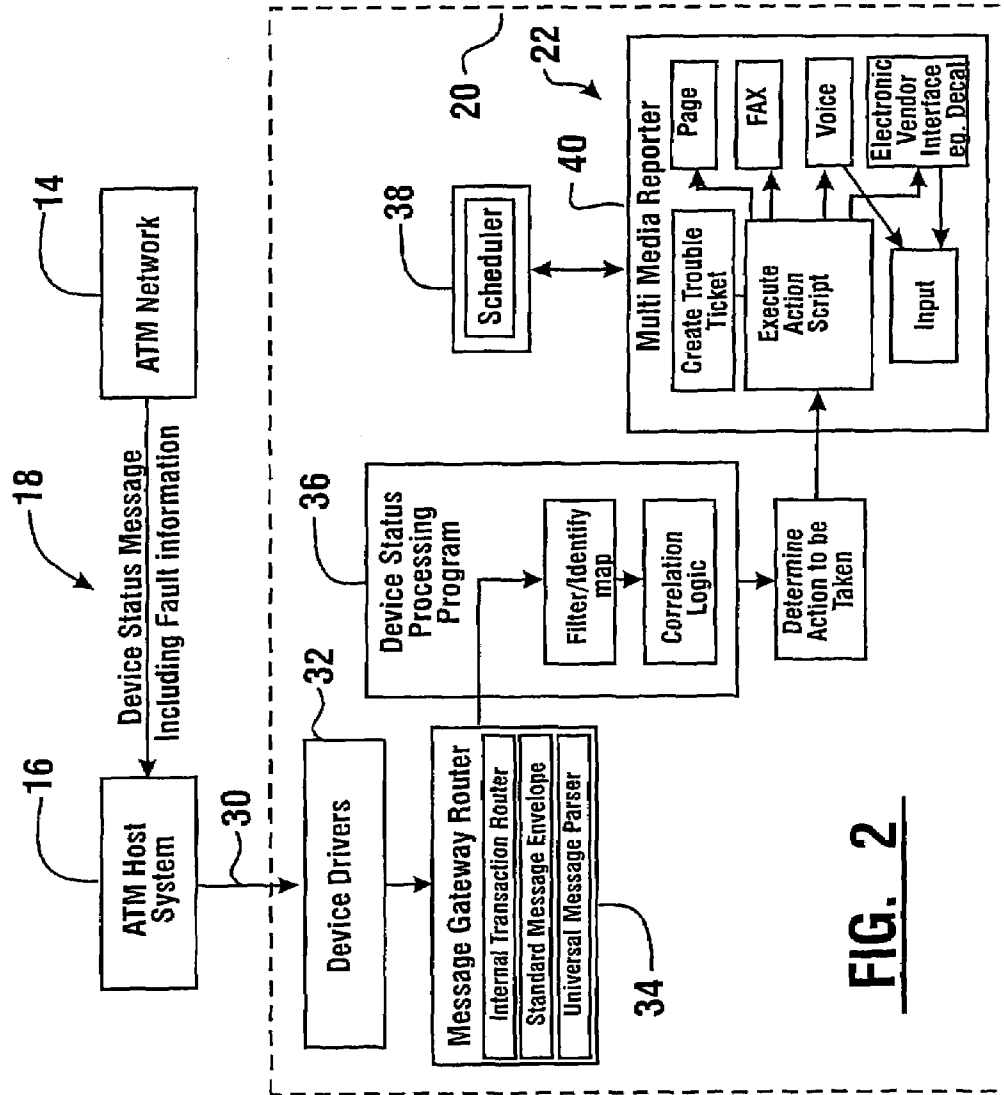 14
ATM Network
18
Device Status Message
Including Fault information
16
ATM Host
System
30
20
22
32
Device Drivers
Message Gateway Router
Internal Transaction Router
Standard Message Envelope
Universal Message Parser
34
36
Device Status
Processing
Program
Filter/Identify
map
Correlation
Logic
Determine
Action to be
Taken
38
Scheduler
40
Multi Media Reporter
Create Trouble
Ticket
Execute
Action
Script
Input
Page
FAX
Voice
Electronic
Vendor
Interface
eg. Decal
FIG. 2